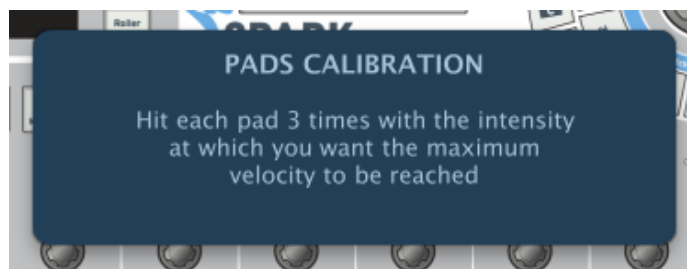 Roller
SPARK
PADS CALIBRATION
Hit each pad 3 times with the intensity
at which you want the maximum
velocity to be reached